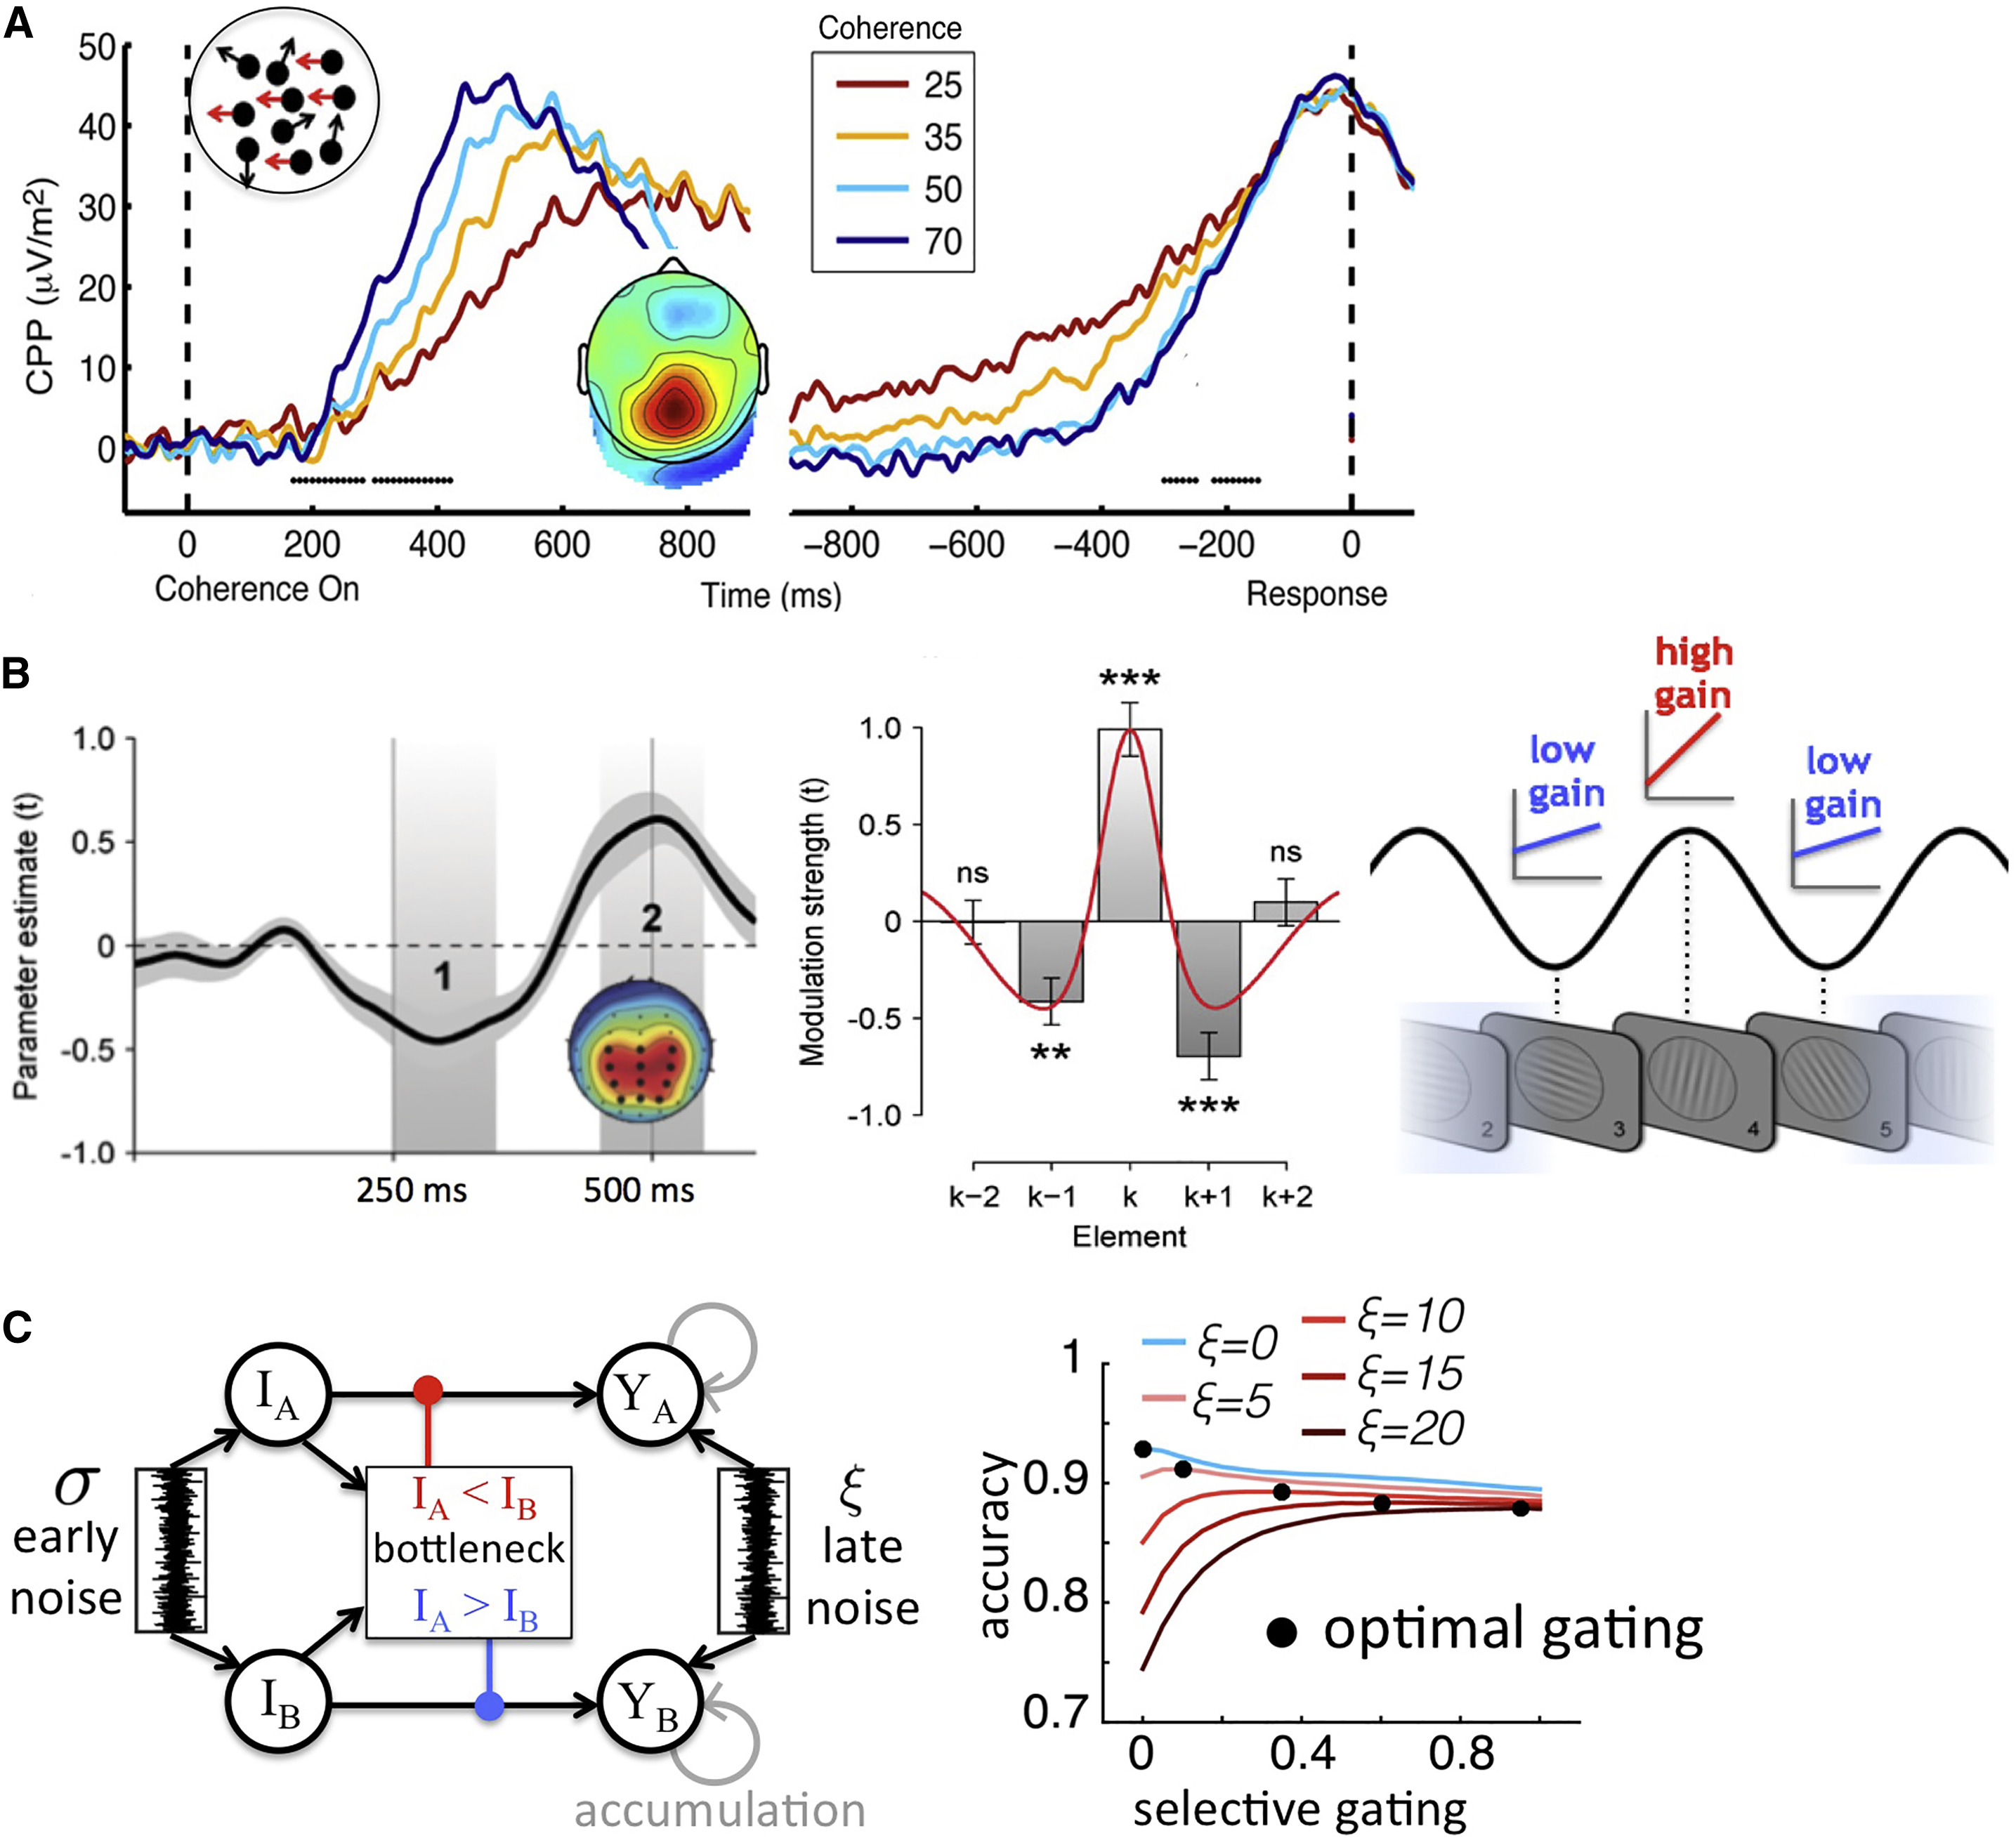 A
50
40
30
20
10
0
CPP (µV/m²)
Coherence
25
35
50
70
0 200 400 600 800
−800 −600 −400 −200 0
Coherence On
Time (ms)
Response
B
1.0
0.5
0
-0.5
-1.0
Parameter estimate (t)
1
2
250 ms
500 ms
1.0
0.5
0
-0.5
-1.0
Modulation strength (t)
ns
**
***
***
ns
k−2 k−1 k k+1 k+2
Element
high
gain
low
gain
low
gain
2
3
4
5
C
I_A
Y_A
σ
early
noise
I_A < I_B
bottleneck
I_A > I_B
ξ
late
noise
I_B
Y_B
accumulation
ξ=0
ξ=5
ξ=10
ξ=15
ξ=20
1
0.9
0.8
0.7
accuracy
optimal gating
0 0.4 0.8
selective gating